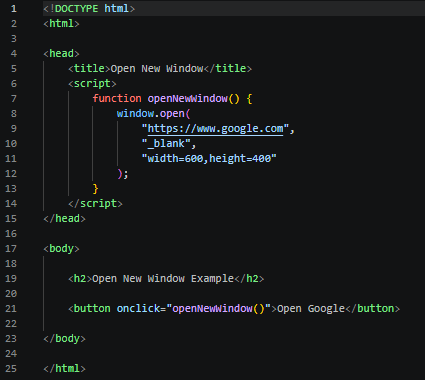 1 <!DOCTYPE html>
2 <html>
3
4 <head>
5     <title>Open New Window</title>
6     <script>
7         function openNewWindow() {
8             window.open(
9                 "https://www.google.com",
10                 "_blank",
11                 "width=600,height=400"
12             );
13         }
14     </script>
15 </head>
16
17 <body>
18
19     <h2>Open New Window Example</h2>
20
21     <button onclick="openNewWindow()">Open Google</button>
22
23 </body>
24
25 </html>